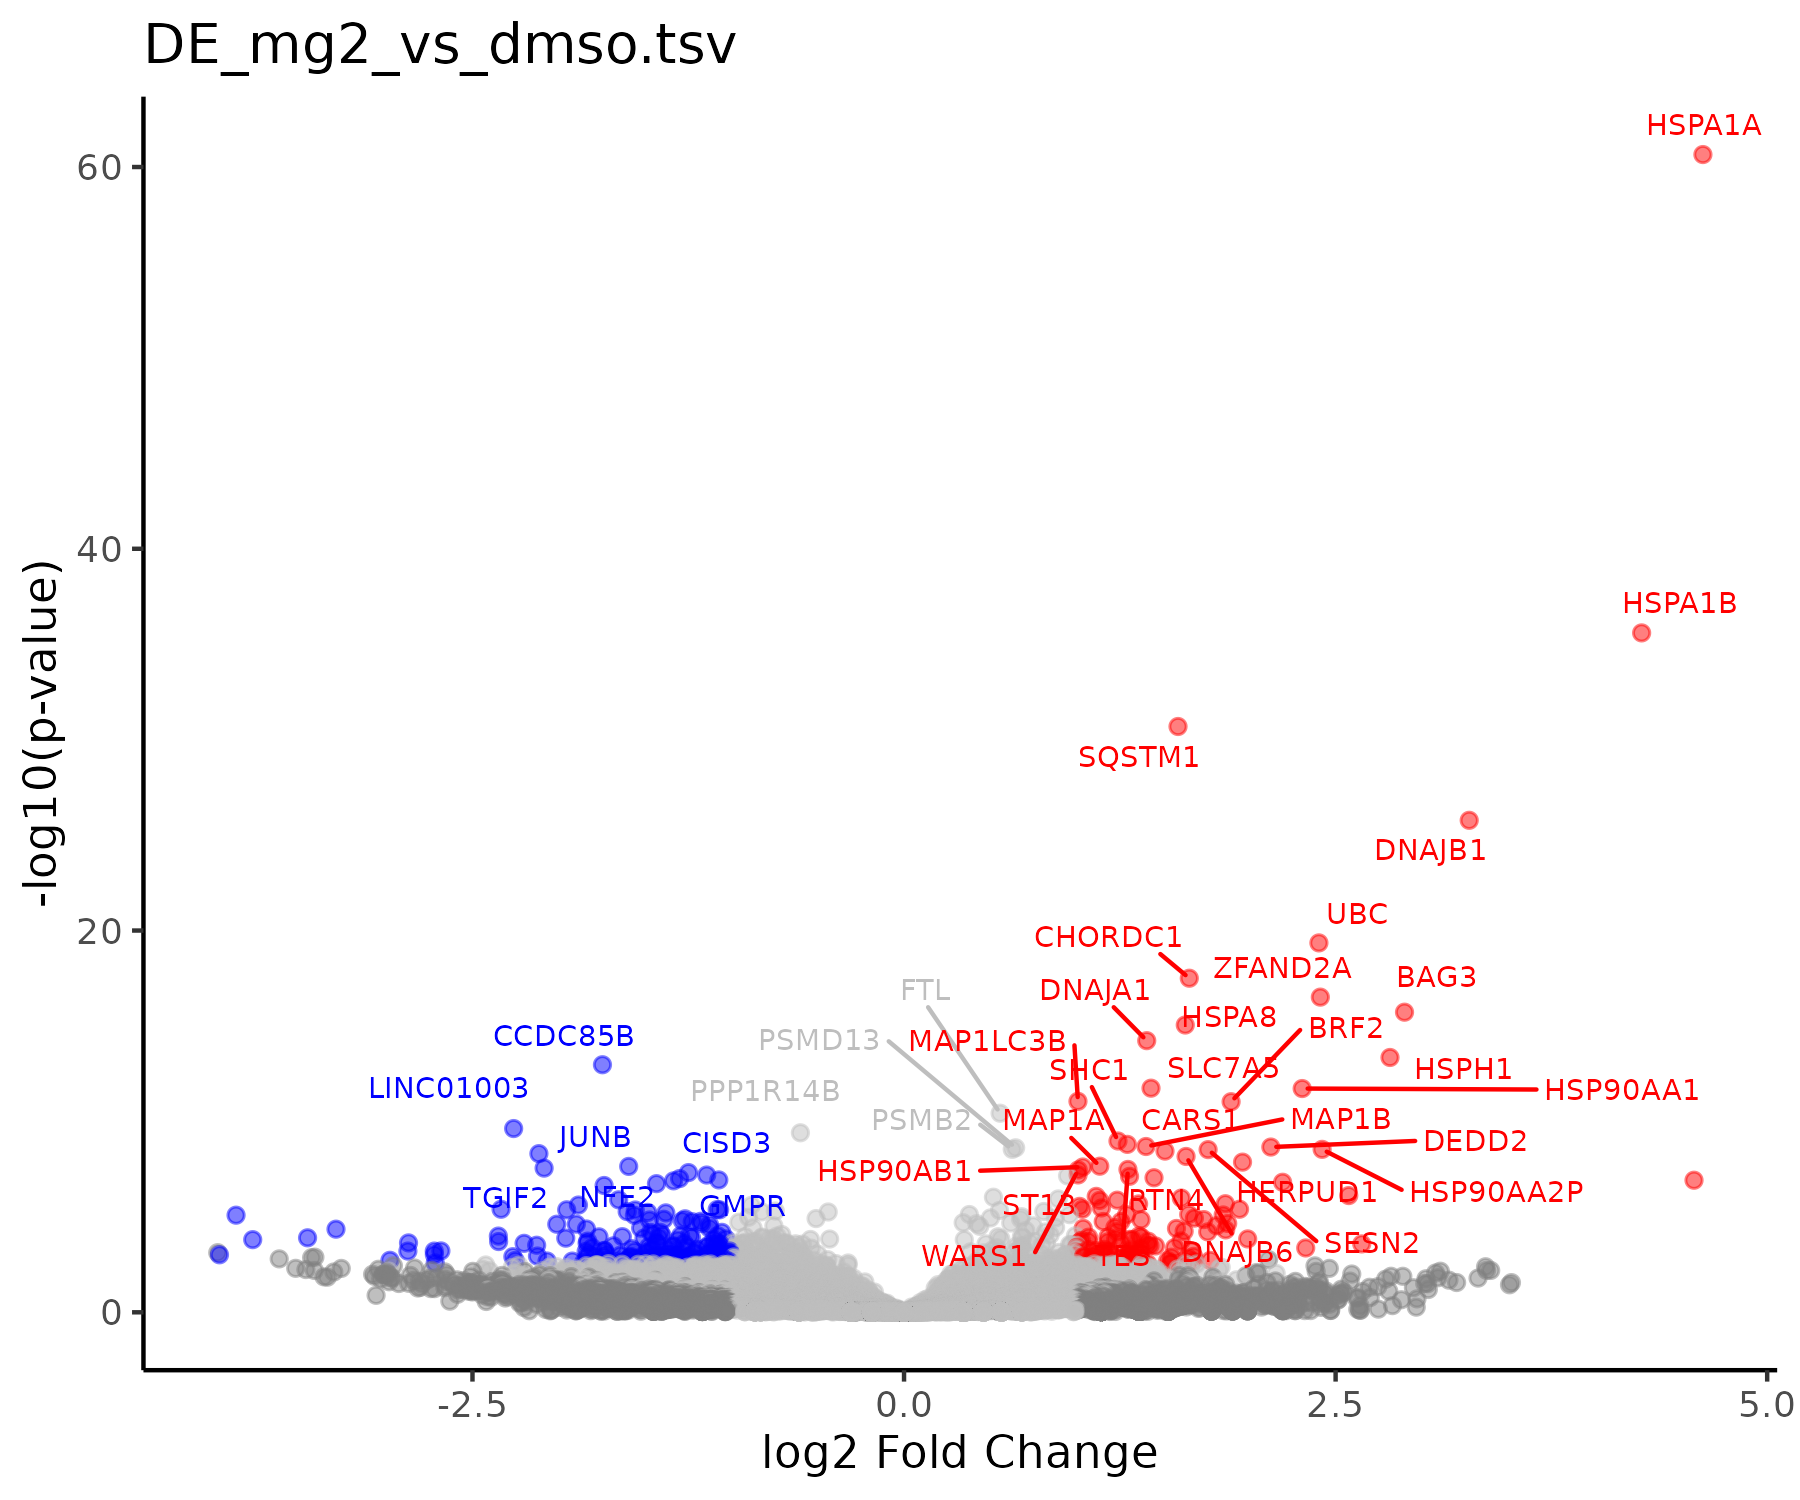 DE_mg2_vs_dmso.tsv
HSPA1A
60
HSPA1B
40
-log10(p-value)
SQSTM1
DNAJB1
UBC
20
CHORDC1
ZFAND2A
BAG3
FTL
DNAJA1
HSPA8
BRF2
CCDC85B
PSMD13
MAP1LC3B
SHC1
SLC7A5
HSPH1
LINC01003
PPP1R14B
HSP90AA1
PSMB2
MAP1A
CARS1
MAP1B
JUNB
CISD3
DEDD2
HSP90AB1
TGIF2
NFE2
GMPR
ST13
RTN4
HERPUD1
HSP90AA2P
WARS1
TES
DNAJB6
SESN2
0
-2.5
0.0
2.5
5.0
log2 Fold Change